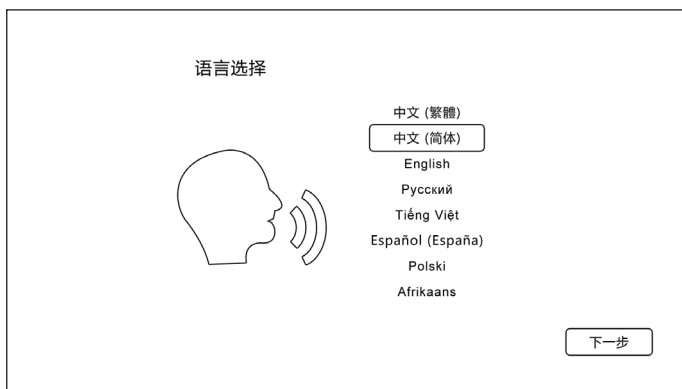 语言选择
中文 (繁體)
中文 (简体)
English
Русский
Tiếng Việt
Español (España)
Polski
Afrikaans
下一步